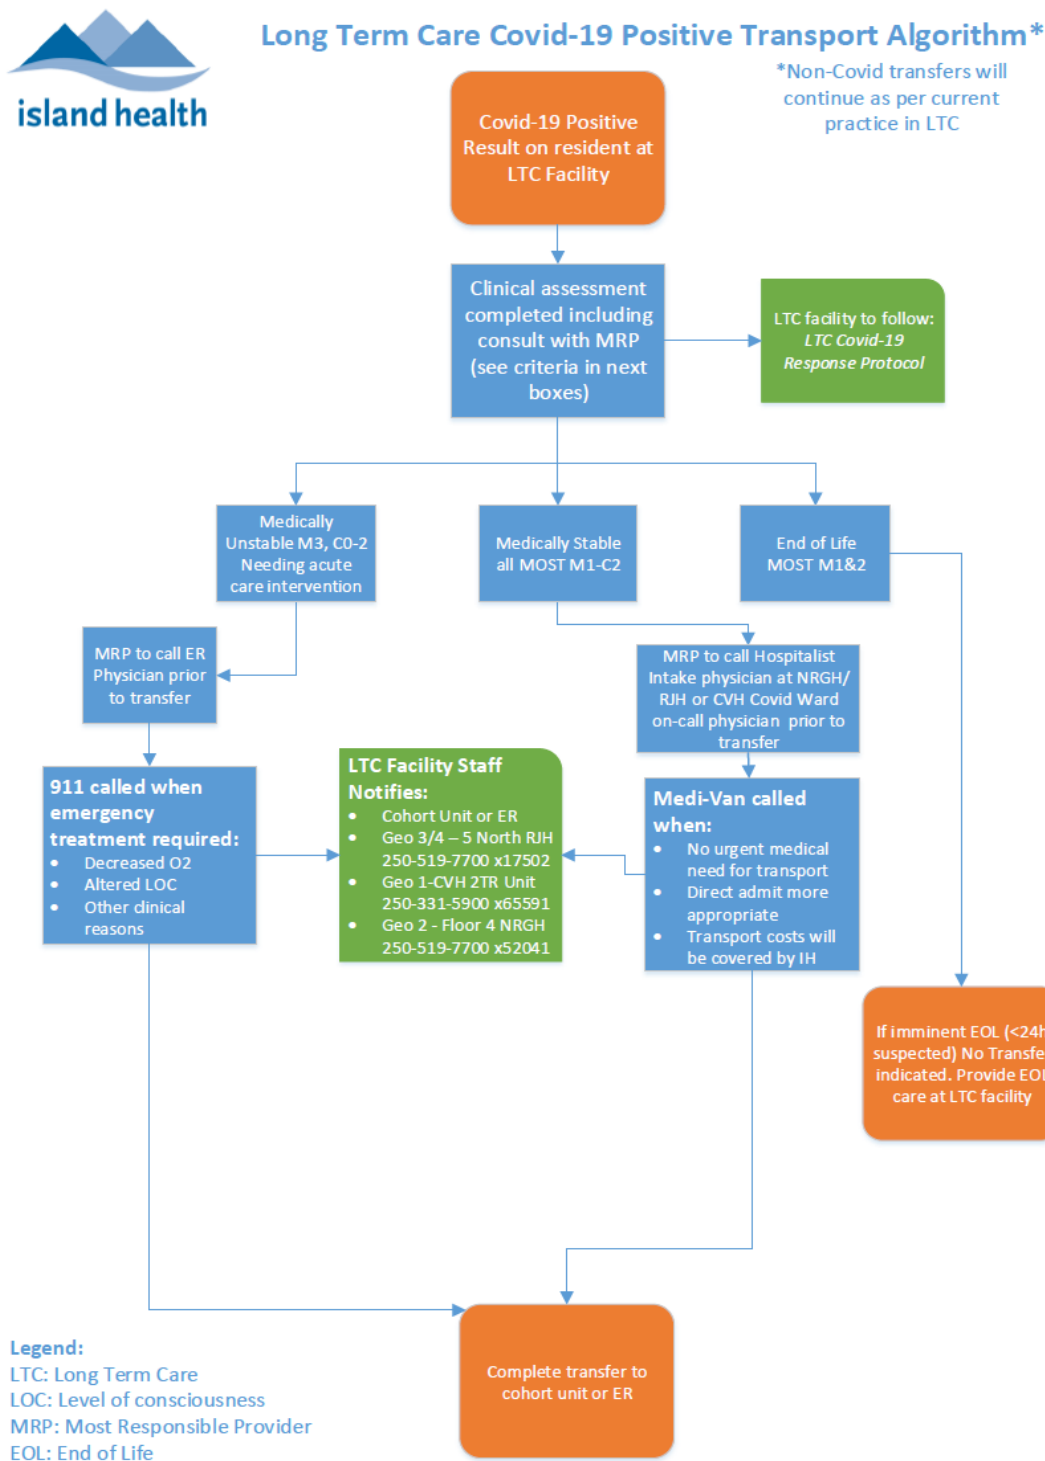 island health
Long Term Care Covid-19 Positive Transport Algorithm*
*Non-Covid transfers will
continue as per current
practice in LTC
Covid-19 Positive
Result on resident at
LTC Facility
Clinical assessment
completed including
consult with MRP
(see criteria in next
boxes)
LTC facility to follow:
LTC Covid-19
Response Protocol
Medically
Unstable M3, C0-2
Needing acute
care intervention
Medically Stable
all MOST M1-C2
End of Life
MOST M1&2
MRP to call ER
Physician prior
to transfer
MRP to call Hospitalist
Intake physician at NRGH/
RJH or CVH Covid Ward
on-call physician prior to
transfer
911 called when
emergency
treatment required:
• Decreased O2
• Altered LOC
• Other clinical
reasons
LTC Facility Staff
Notifies:
• Cohort Unit or ER
• Geo 3/4 – 5 North RJH
250-519-7700 x17502
• Geo 1-CVH 2TR Unit
250-331-5900 x65591
• Geo 2 - Floor 4 NRGH
250-519-7700 x52041
Medi-Van called
when:
• No urgent medical
need for transport
• Direct admit more
appropriate
• Transport costs will
be covered by IH
If imminent EOL (<24h
suspected) No Transfe
indicated. Provide EOL
care at LTC facility
Complete transfer to
cohort unit or ER
Legend:
LTC: Long Term Care
LOC: Level of consciousness
MRP: Most Responsible Provider
EOL: End of Life